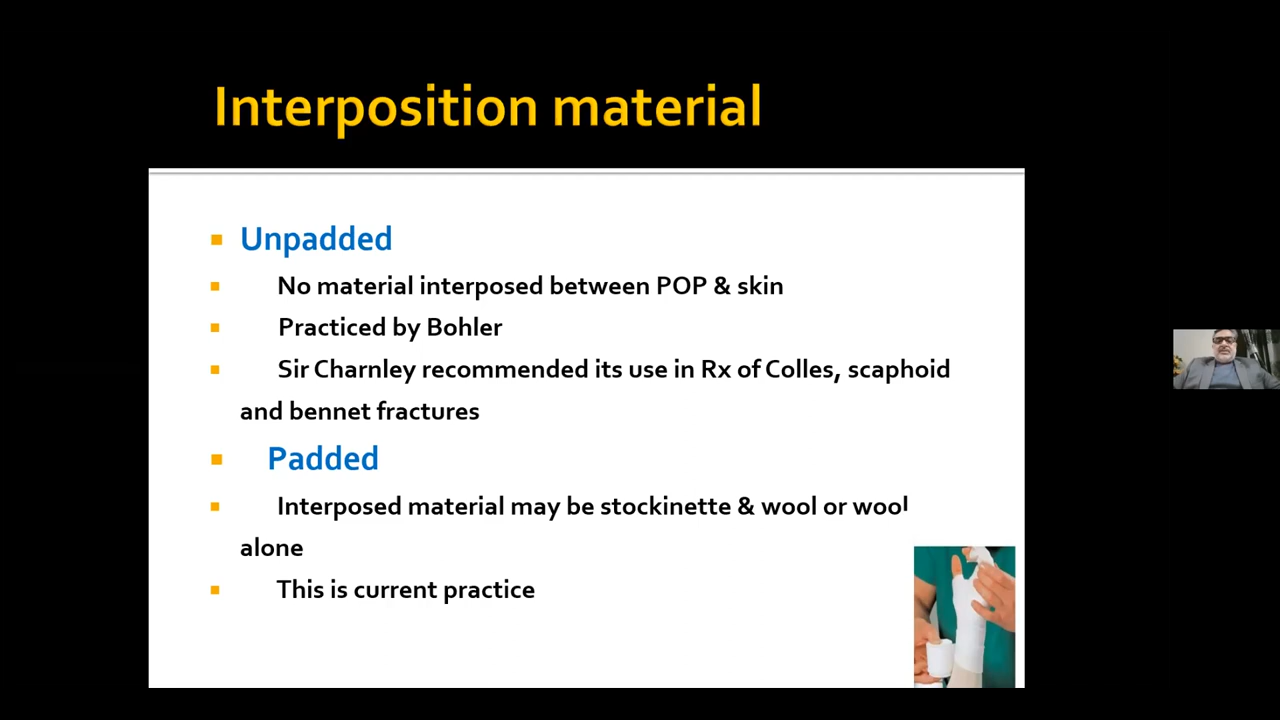 Interposition material
Unpadded
No material interposed between POP & skin
Practiced by Bohler
Sir Charnley recommended its use in Rx of Colles, scaphoid
and bennet fractures
Padded
Interposed material may be stockinette & wool or wool
alone
This is current practice